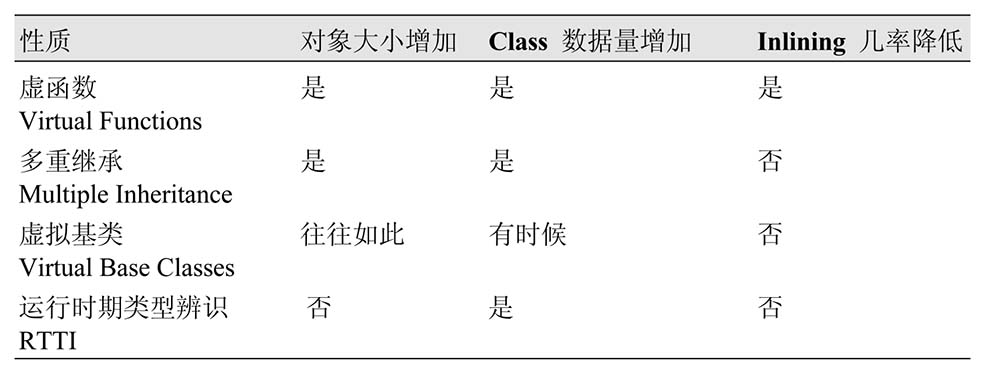 性质 对象大小增加 Class 数据量增加 Inlining 几率降低
虚函数 是 是 是
Virtual Functions
多重继承 是 是 否
Multiple Inheritance
虚拟基类 往往如此 有时候 否
Virtual Base Classes
运行时期类型辨识 否 是 否
RTTI